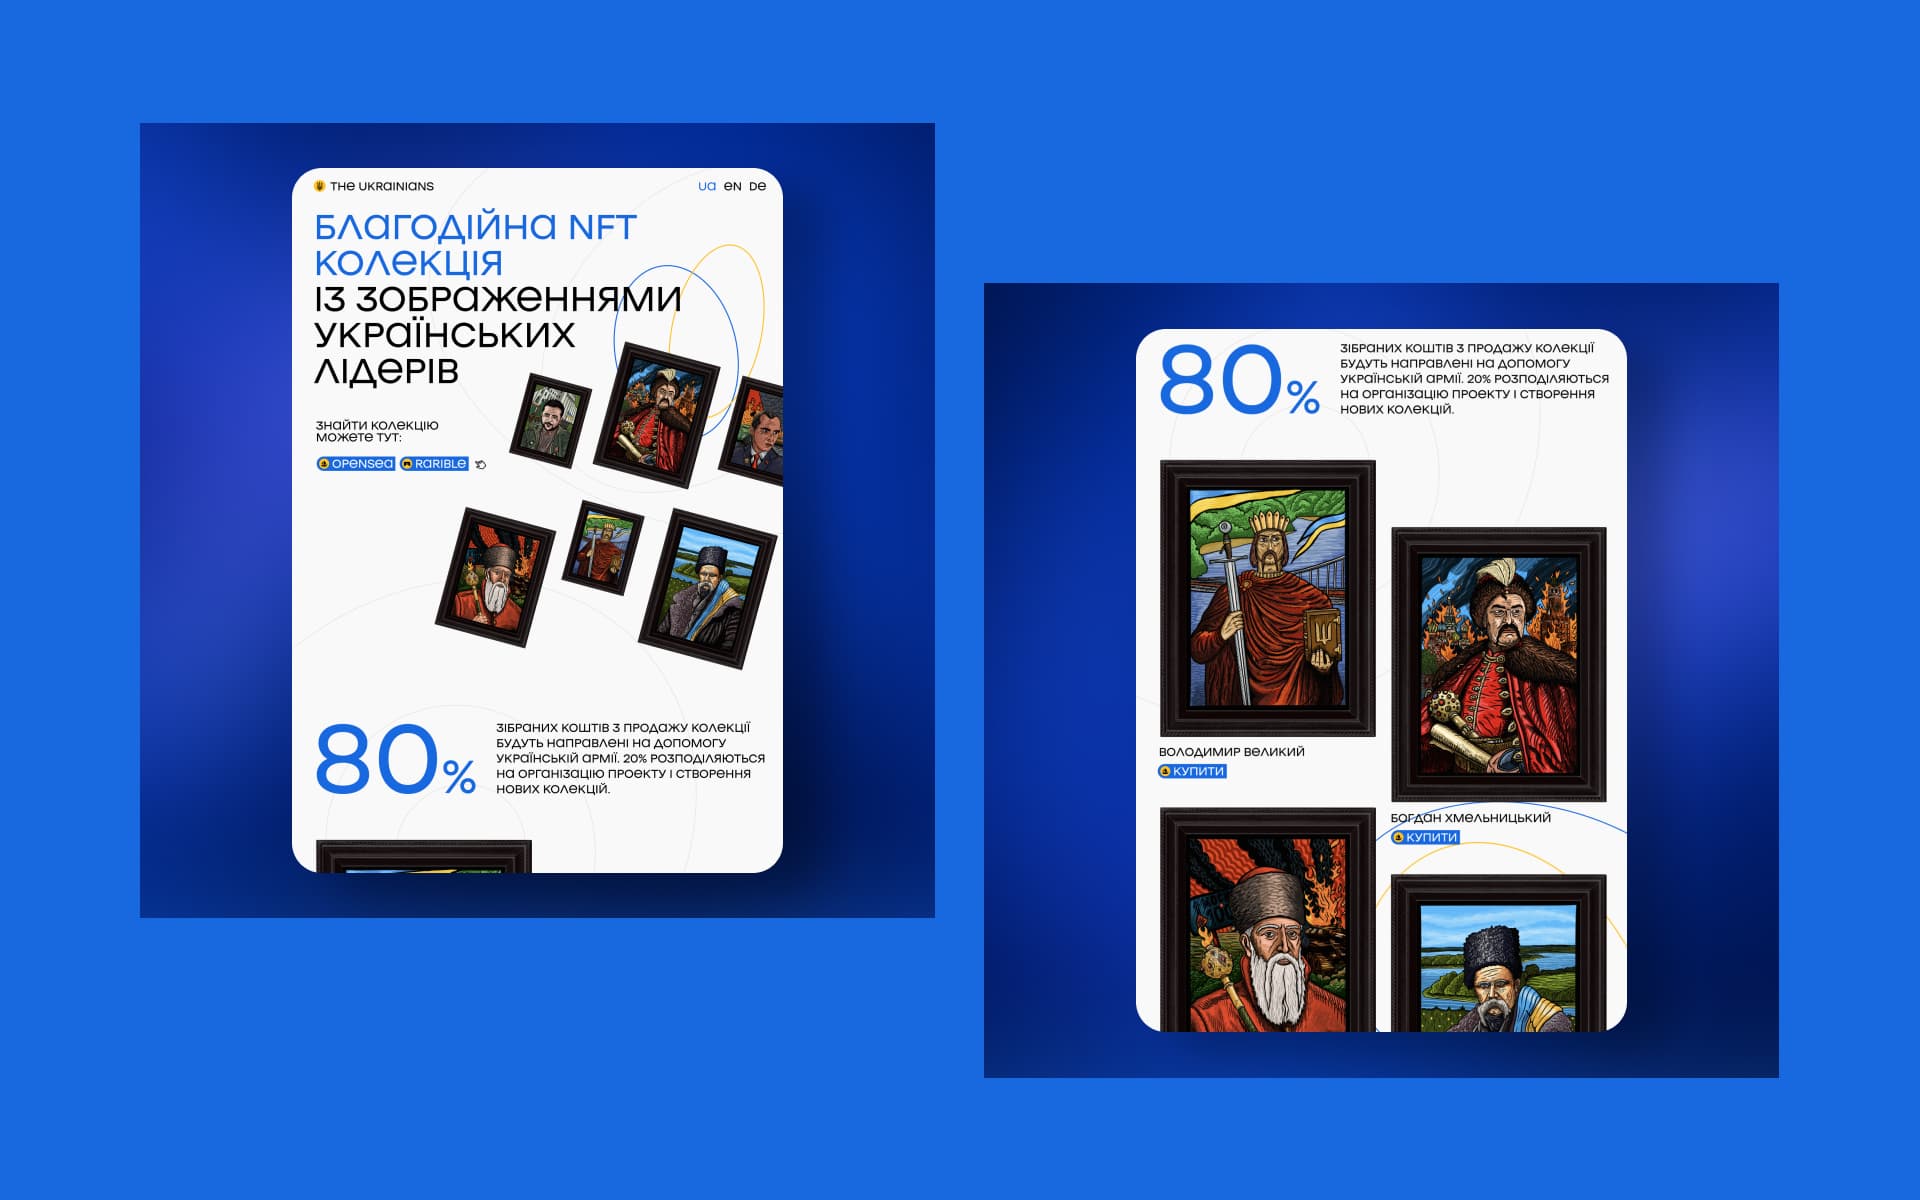 THE UKRAINIANS
UA EN DE
БЛАГОДІЙНА NFT
КОЛЕКЦІЯ
ІЗ ЗОБРАЖЕННЯМИ
УКРАЇНСЬКИХ
ЛІДЕРІВ
ЗНАЙТИ КОЛЕКЦІЮ
МОЖЕТЕ ТУТ:
OPENSEA RARIBLE
80%
ЗІБРАНИХ КОШТІВ З ПРОДАЖУ КОЛЕКЦІЇ
БУДУТЬ НАПРАВЛЕНІ НА ДОПОМОГУ
УКРАЇНСЬКІЙ АРМІЇ. 20% РОЗПОДІЛЯЮТЬСЯ
НА ОРГАНІЗАЦІЮ ПРОЕКТУ І СТВОРЕННЯ
НОВИХ КОЛЕКЦІЙ.
80%
ЗІБРАНИХ КОШТІВ З ПРОДАЖУ КОЛЕКЦІЇ
БУДУТЬ НАПРАВЛЕНІ НА ДОПОМОГУ
УКРАЇНСЬКІЙ АРМІЇ. 20% РОЗПОДІЛЯЮТЬСЯ
НА ОРГАНІЗАЦІЮ ПРОЕКТУ І СТВОРЕННЯ
НОВИХ КОЛЕКЦІЙ.
ВОЛОДИМИР ВЕЛИКИЙ
КУПИТИ
БОГДАН ХМЕЛЬНИЦЬКИЙ
КУПИТИ